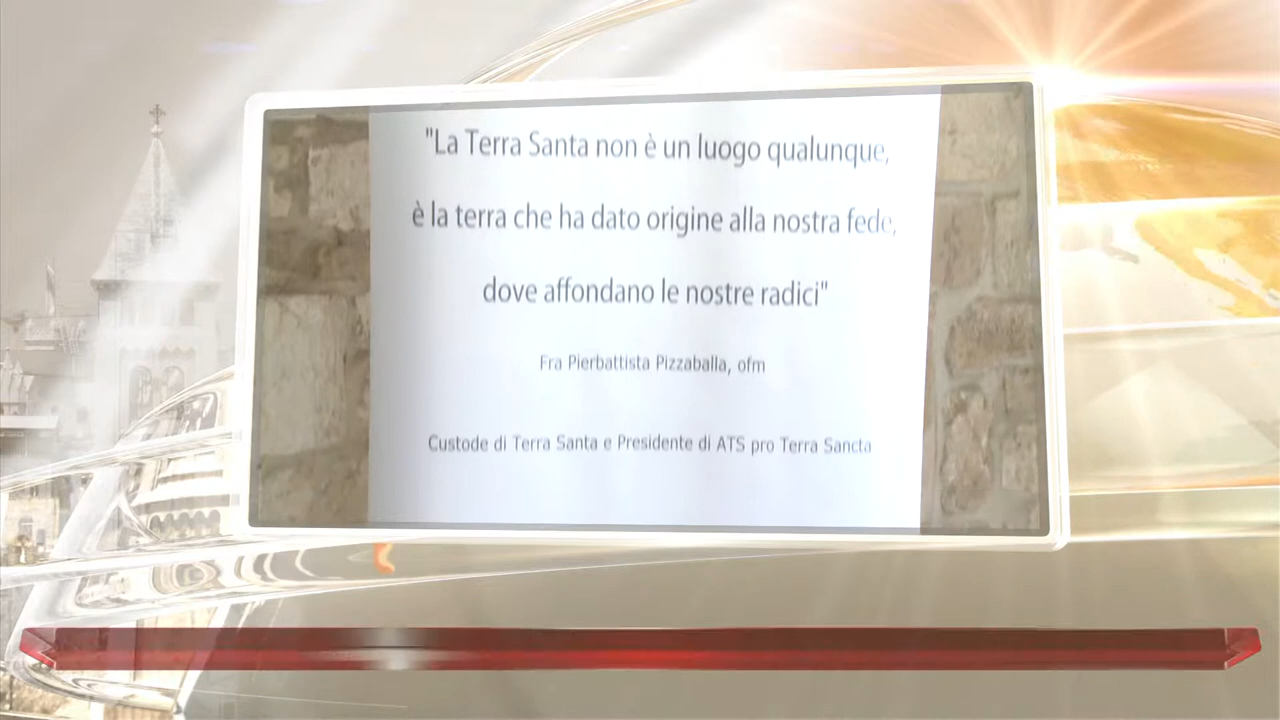 "La Terra Santa non è un luogo qualunque,
è la terra che ha dato origine alla nostra fede,
dove affondano le nostre radici"
Fra Pierbattista Pizzaballa, ofm
Custode di Terra Santa e Presidente di ATS pro Terra Sancta